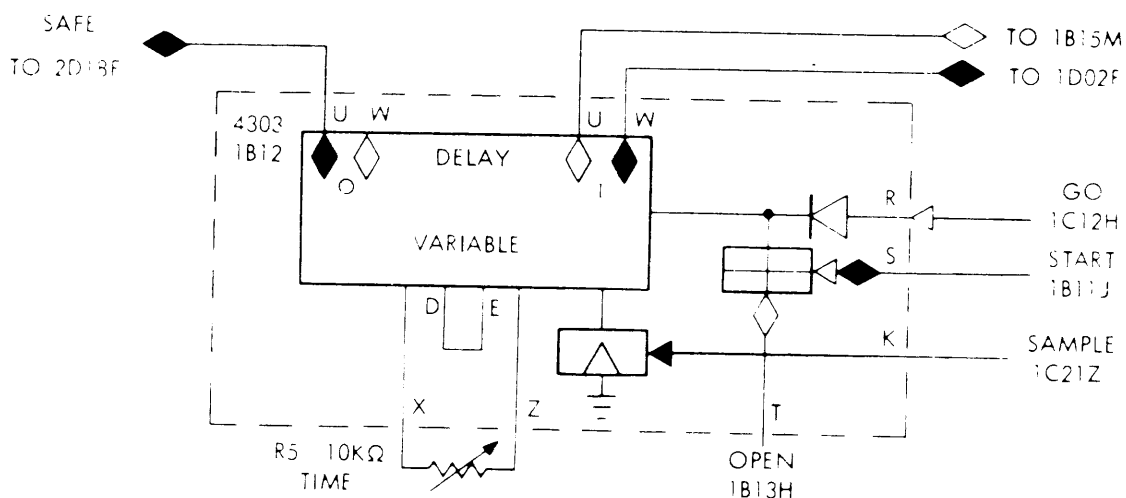 SAFE
TO 2D18F
TO 1B15M
TO 1D02F
4303
1B12
U W
U W
DELAY
O
I
VARIABLE
R
GO
1C12H
S
START
1B11J
D E
K
SAMPLE
1C21Z
X
Z
T
R5 10KΩ
TIME
OPEN
1B13H